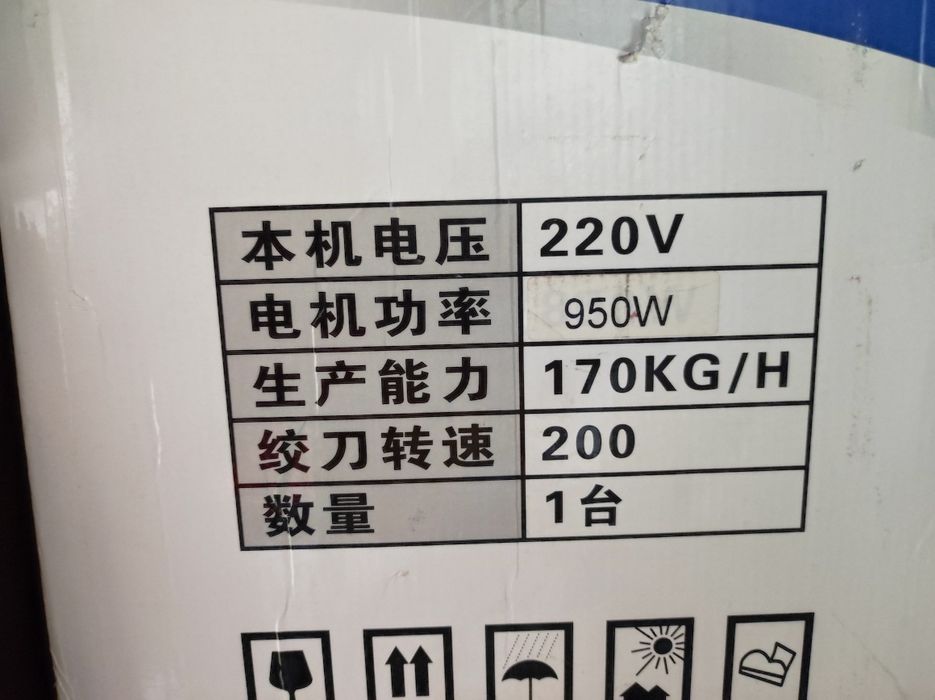 本机电压 220V
电机功率 950W
生产能力 170KG/H
绞刀转速 200
数量 1台